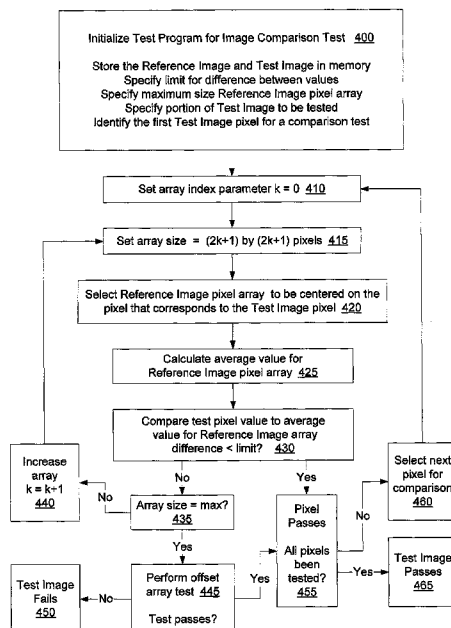 Initialize Test Program for Image Comparison Test 400
Store the Reference Image and Test Image in memory
Specify limit for difference between values
Specify maximum size Reference Image pixel array
Specify portion of Test Image to be tested
Identify the first Test Image pixel for a comparison test
Set array index parameter k = 0 410
Set array size = (2k+1) by (2k+1) pixels 415
Select Reference Image pixel array to be centered on the
pixel that corresponds to the Test Image pixel 420
Calculate average value for
Reference Image pixel array 425
Compare test pixel value to average
value for Reference Image array 430
difference < limit?
No
Yes
Increase
array
k = k+1
440
No
Array size = max?
435
Yes
Pixel
Passes
All pixels
been
tested?
455
No
Select next
pixel for
comparison
460
Yes
Test Image
Passes
465
Test Image
Fails
450
No
Perform offset
array test 445
Test passes?
Yes